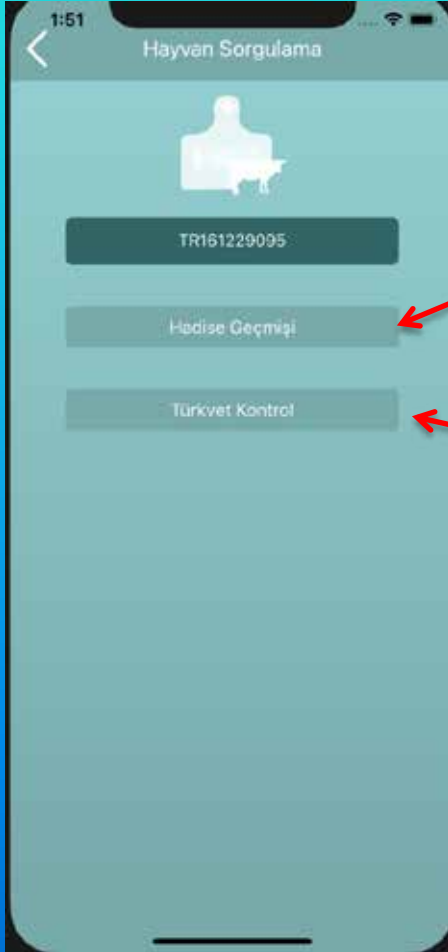 1:51
Hayvan Sorgulama
TR161229095
Hadise Geçmişi
Türkvet Kontrol